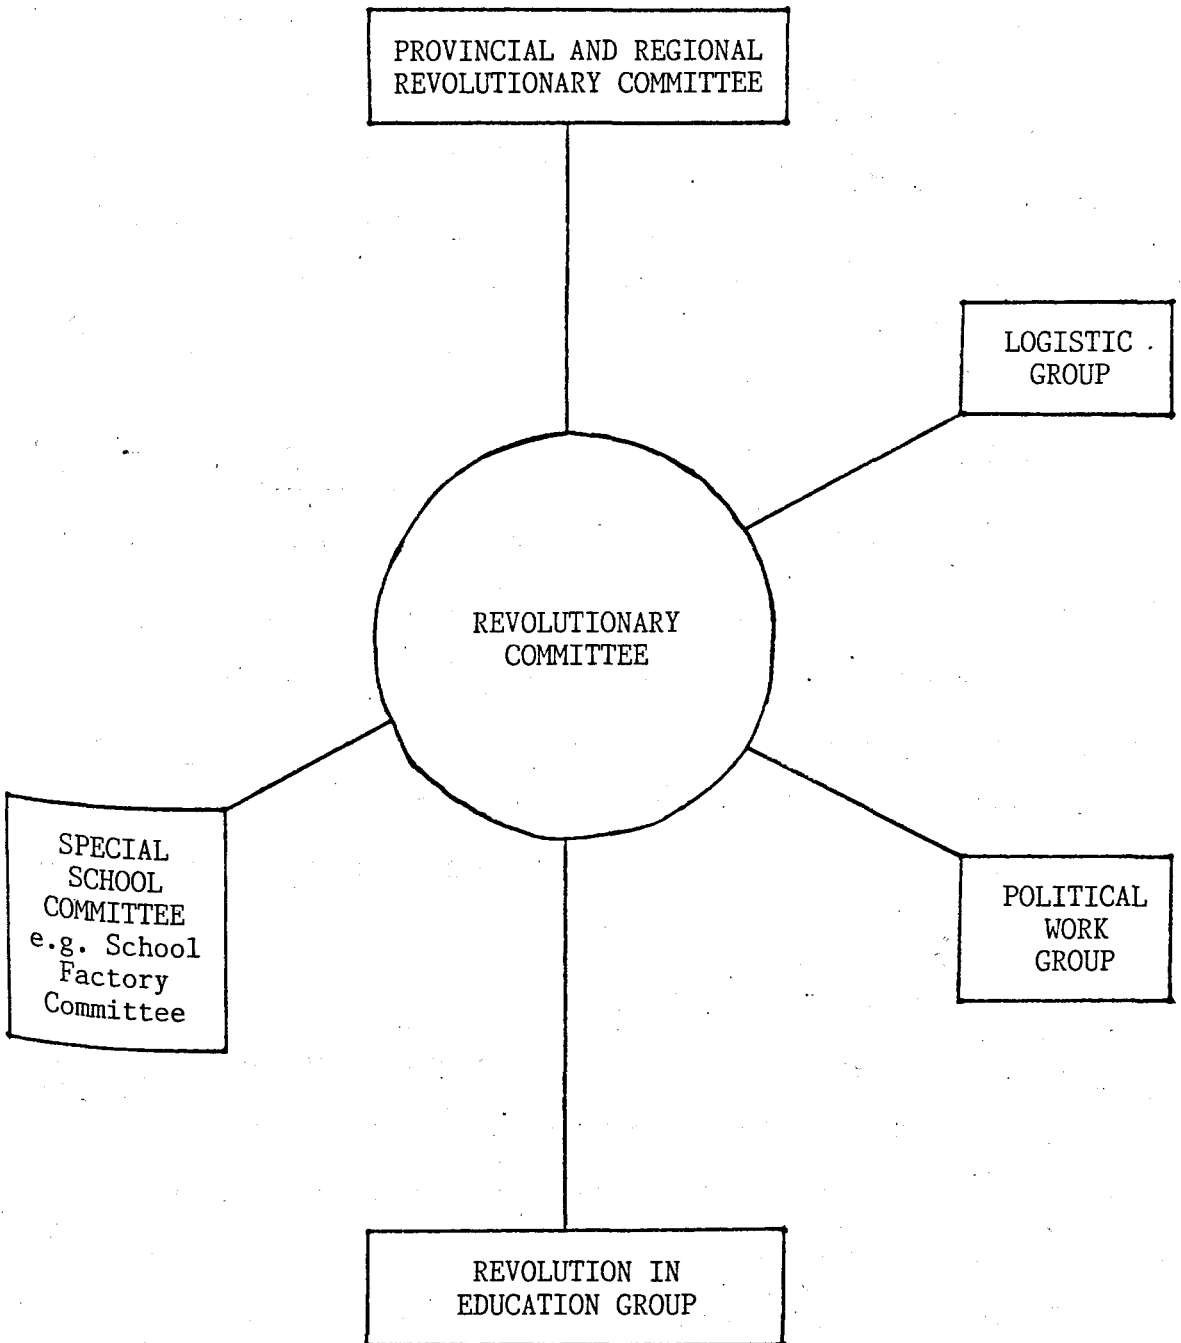 PROVINCIAL AND REGIONAL
REVOLUTIONARY COMMITTEE
LOGISTIC
GROUP
REVOLUTIONARY
COMMITTEE
SPECIAL
SCHOOL
COMMITTEE
e.g. School
Factory
Committee
POLITICAL
WORK
GROUP
REVOLUTION IN
EDUCATION GROUP